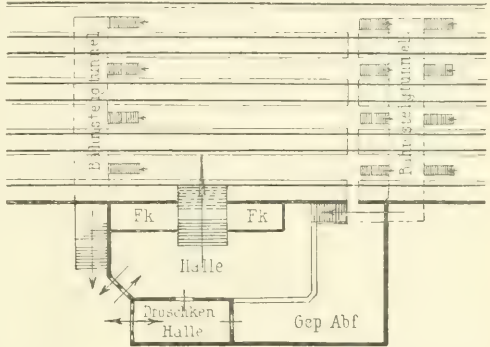 Bahnsteigtunnel
Bahnsteigtunnel
Fk
Fk
Halle
Droschken
Halle
Gep Abf